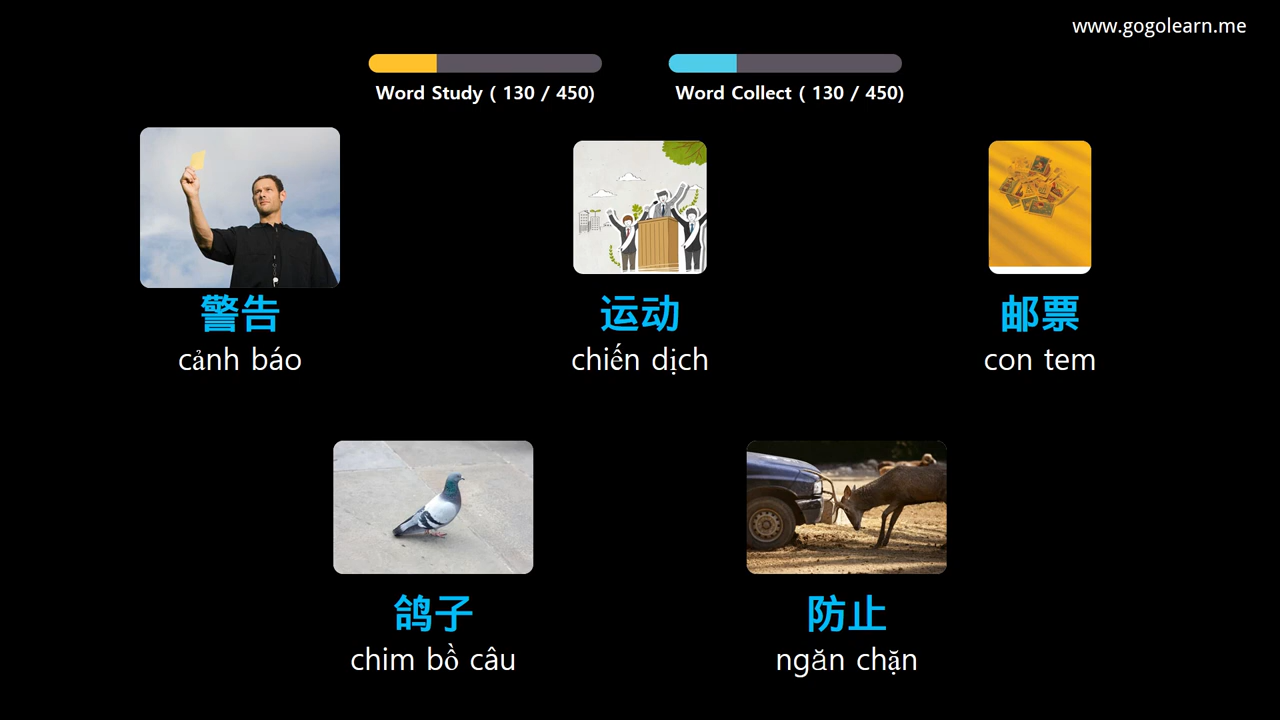 www.gogolearn.me
Word Study ( 130 / 450)
Word Collect ( 130 / 450)
警告
cảnh báo
运动
chiến dịch
邮票
con tem
鸽子
chim bồ câu
防止
ngăn chặn